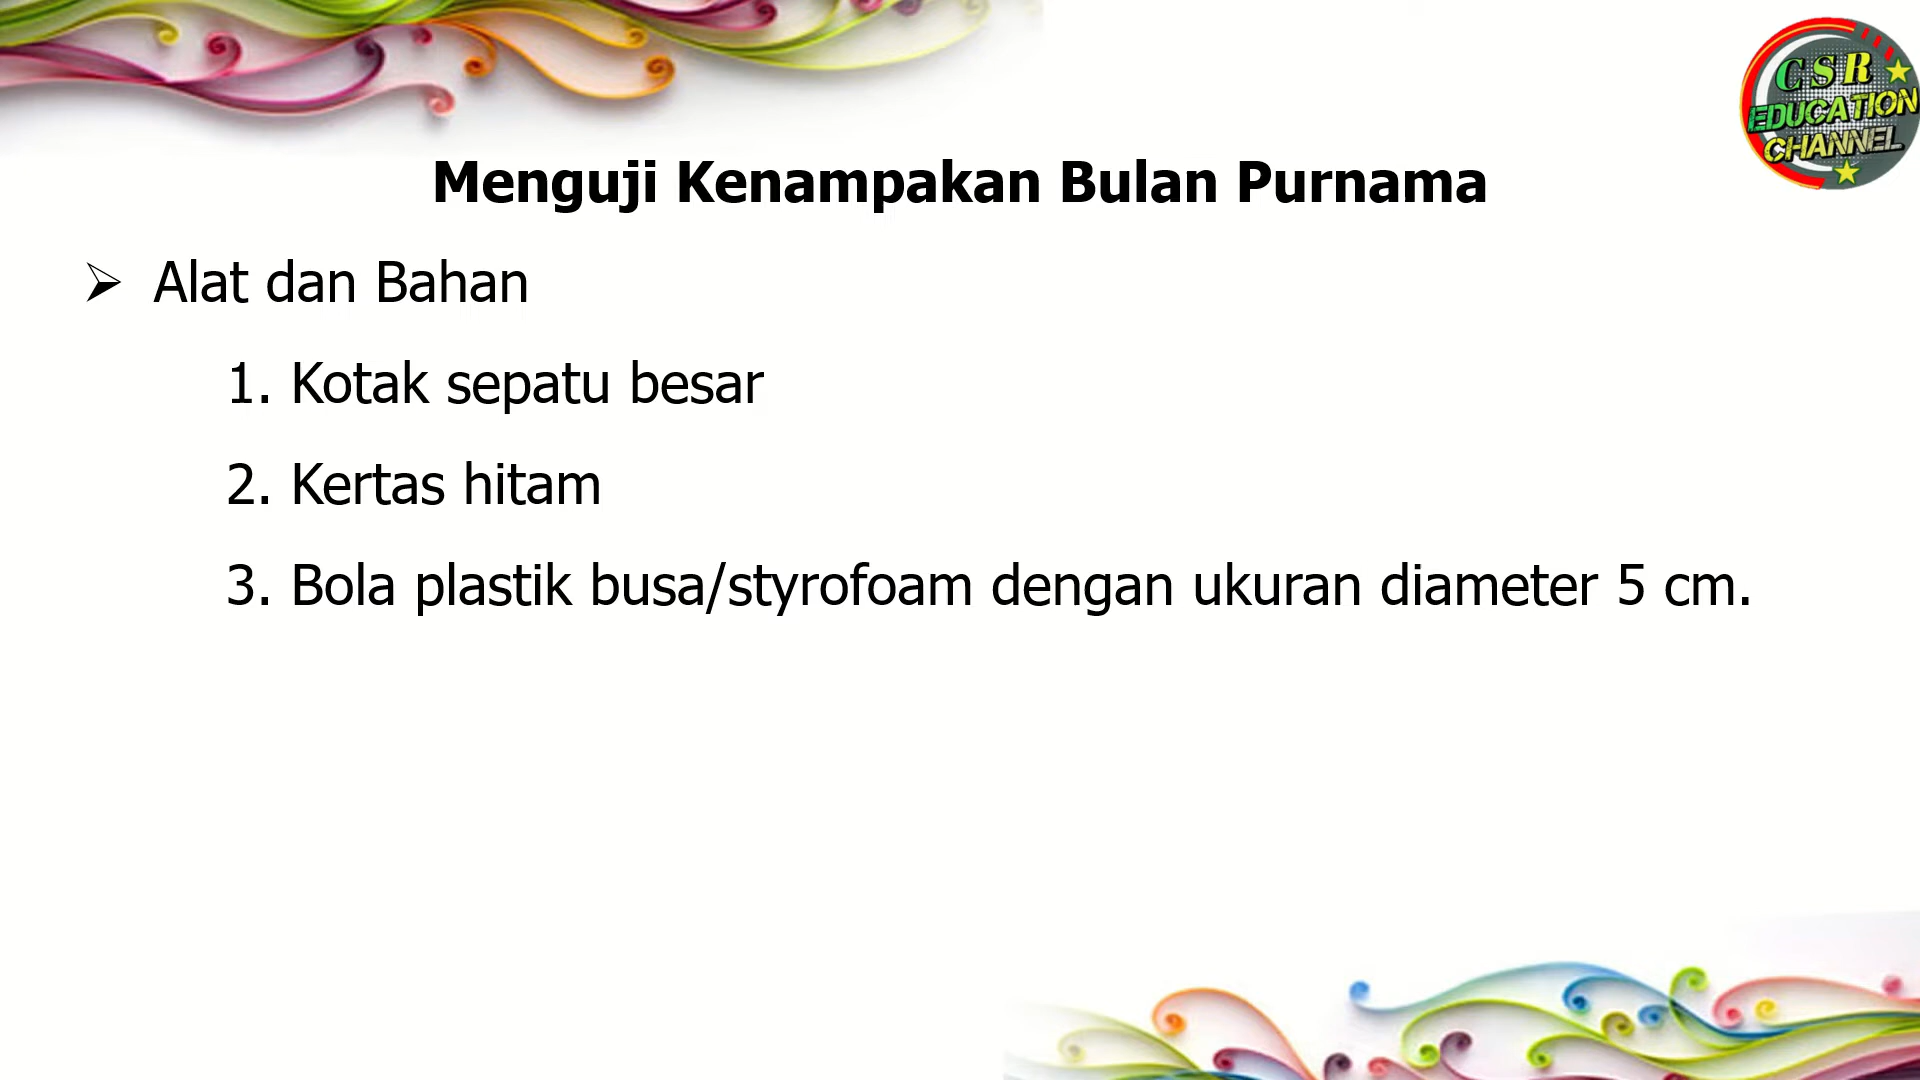 CSR
EDUCATION
CHANNEL
Menguji Kenampakan Bulan Purnama
Alat dan Bahan
1. Kotak sepatu besar
2. Kertas hitam
3. Bola plastik busa/styrofoam dengan ukuran diameter 5 cm.